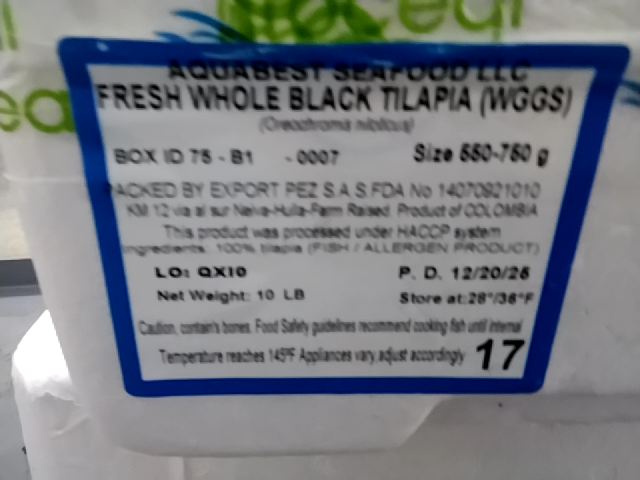 ocean
AQUABEST SEAFOOD LLC
FRESH WHOLE BLACK TILAPIA (WGGS)
(Oreochromis niloticus)
BOX ID 75 - B1 - 0007 Size 550-750 g
PACKED BY EXPORT PEZ S.A.S.FDA No 14070921010
KM 12 via al sur Neiva-Huila-Farm Raised. Product of COLOMBIA
This product was processed under HACCP system
Ingredients: 100% tilapia (FISH / ALLERGEN PRODUCT)
LO: QXI0 P. D. 12/20/25
Net Weight: 10 LB Store at:28°/36°F
Caution, contain's bones. Food Safety guidelines recommend cooking fish until internal
Temperature reaches 145ºF Appliances vary, adjust accordingly 17